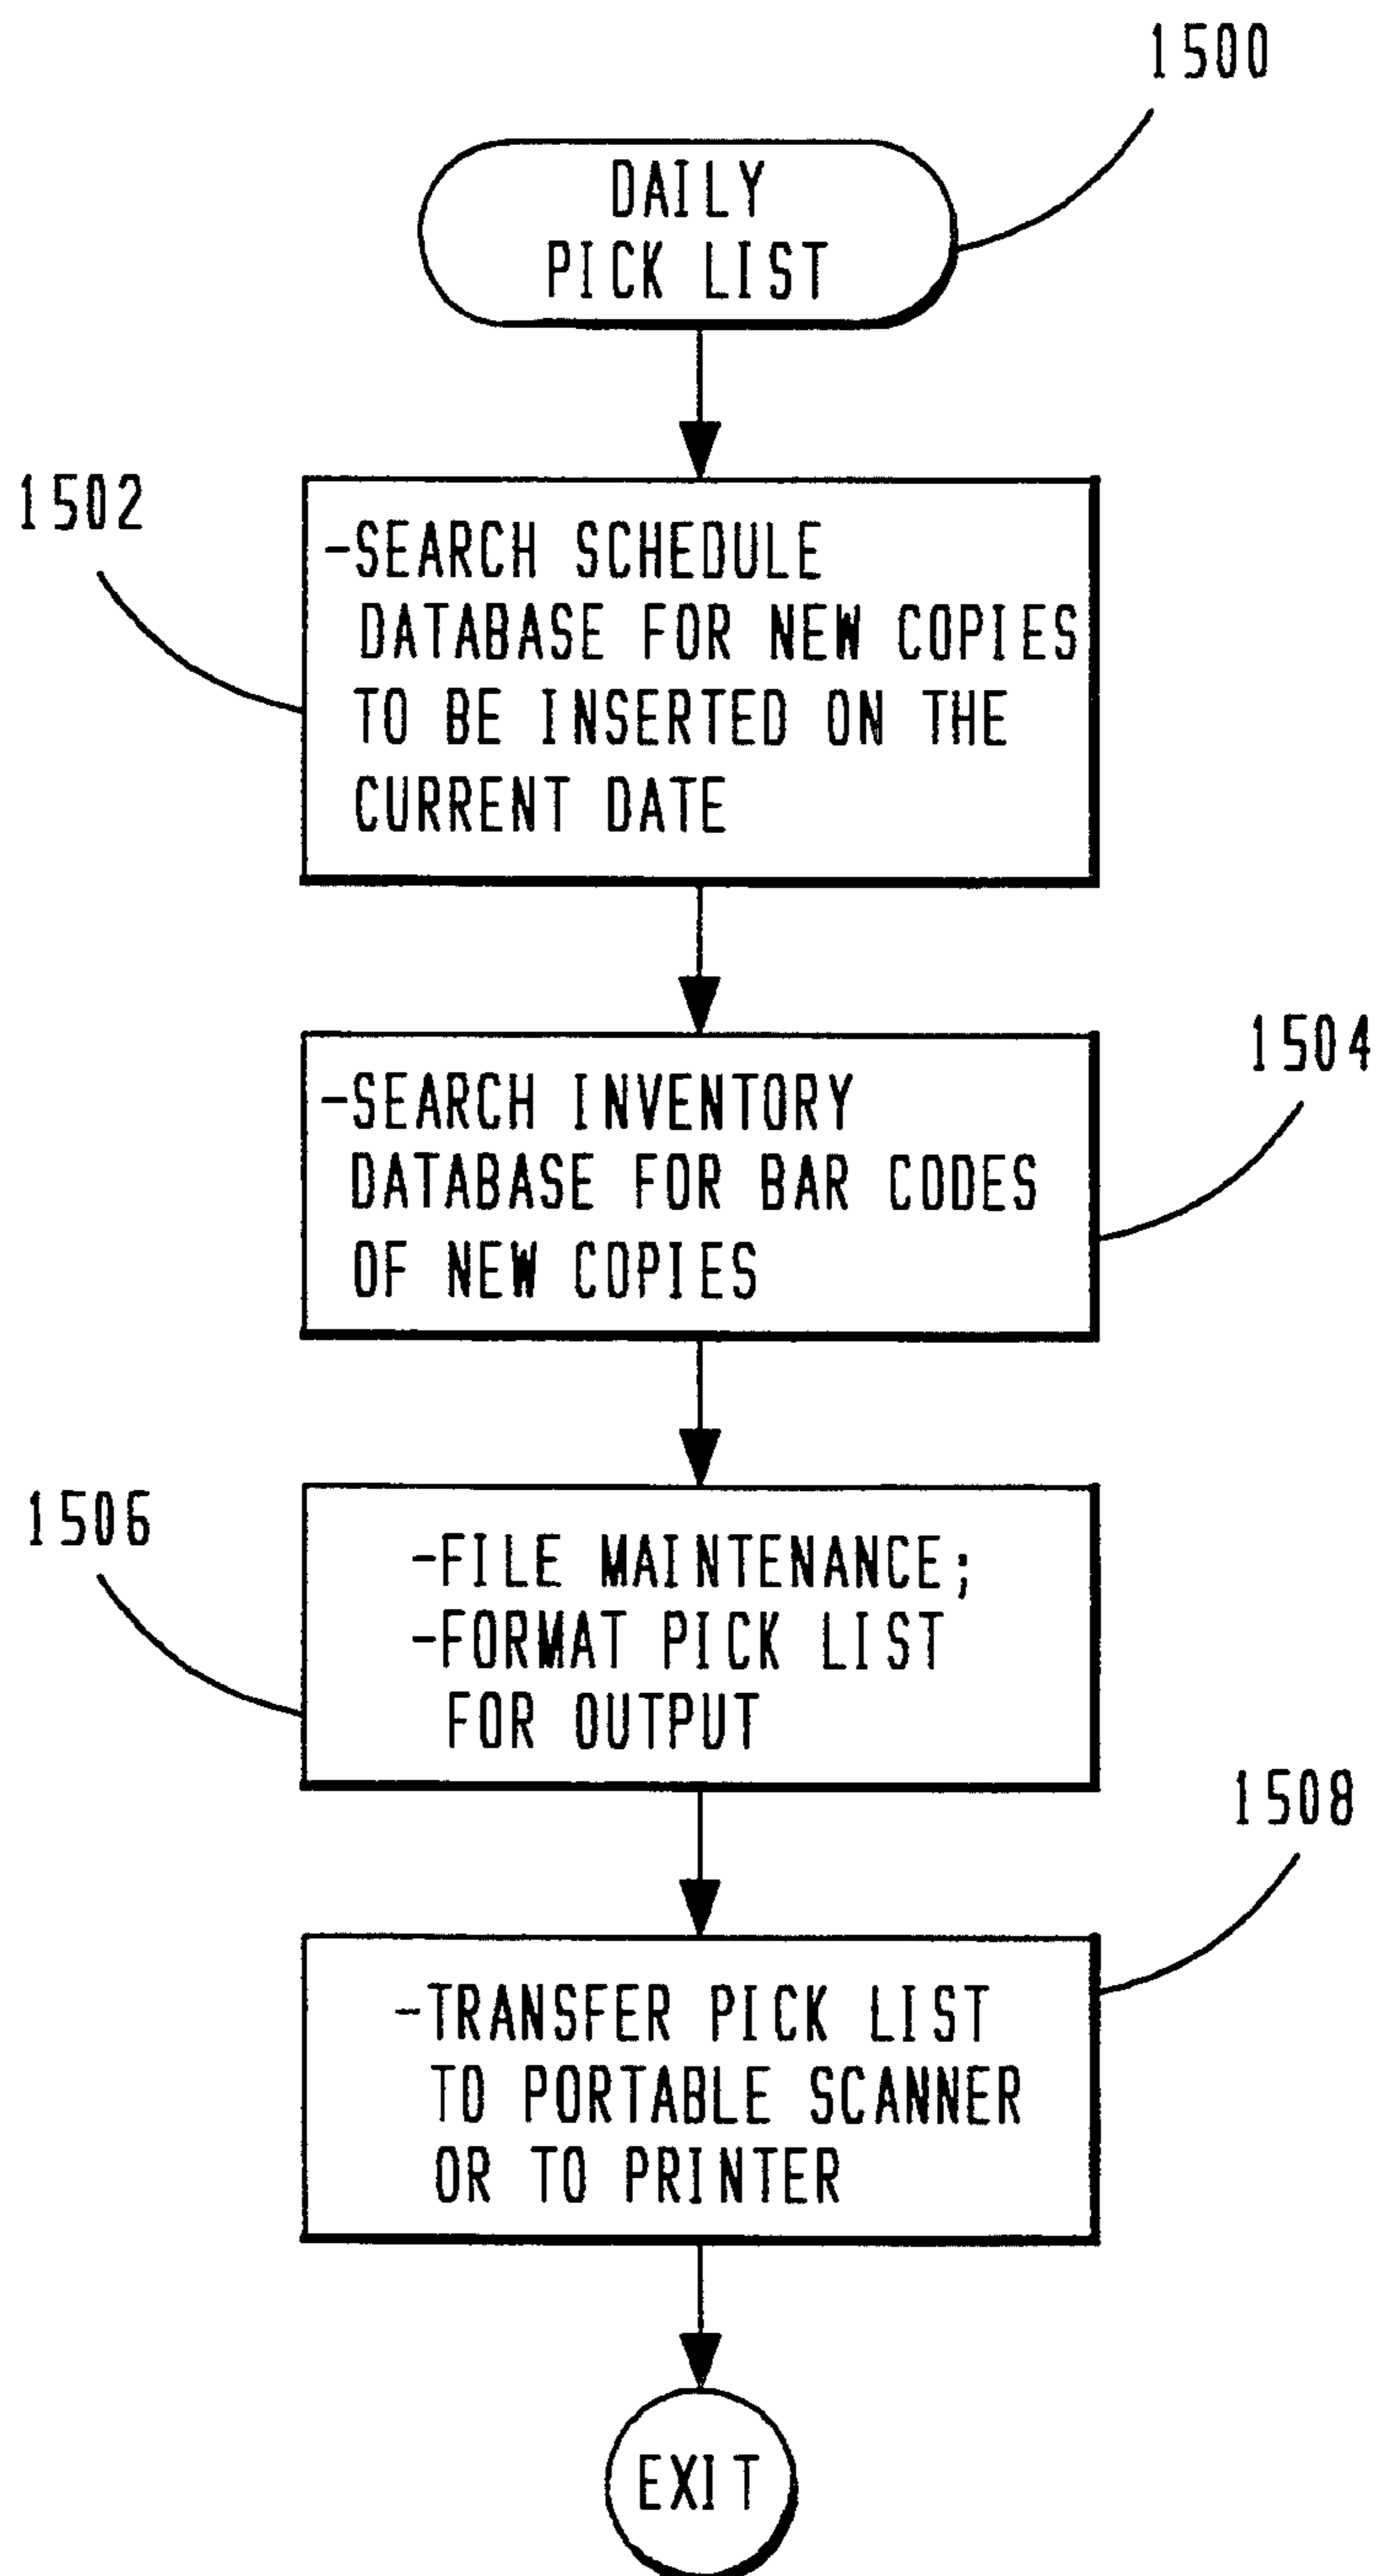 1500
DAILY
PICK LIST
1502
-SEARCH SCHEDULE
DATABASE FOR NEW COPIES
TO BE INSERTED ON THE
CURRENT DATE
1504
-SEARCH INVENTORY
DATABASE FOR BAR CODES
OF NEW COPIES
1506
-FILE MAINTENANCE;
-FORMAT PICK LIST
FOR OUTPUT
1508
-TRANSFER PICK LIST
TO PORTABLE SCANNER
OR TO PRINTER
EXIT